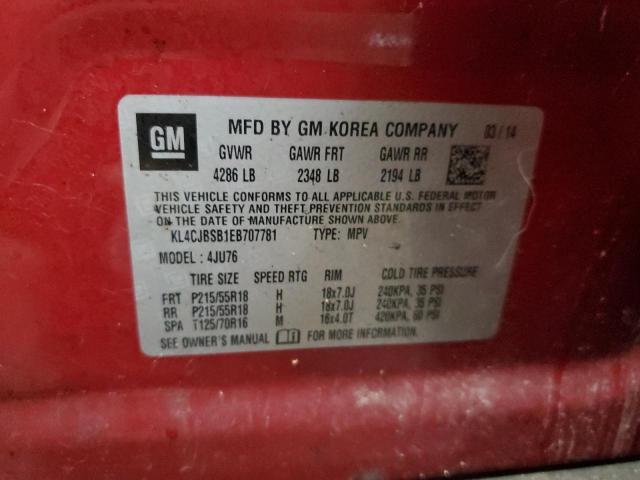 GM
MFD BY GM KOREA COMPANY 03/14
GVWR GAWR FRT GAWR RR
4286 LB 2348 LB 2194 LB
THIS VEHICLE CONFORMS TO ALL APPLICABLE U.S. FEDERAL MOTOR
VEHICLE SAFETY AND THEFT PREVENTION STANDARDS IN EFFECT
ON THE DATE OF MANUFACTURE SHOWN ABOVE.
KL4CJBSB1EB707781 TYPE: MPV
MODEL : 4JU76
TIRE SIZE SPEED RTG RIM COLD TIRE PRESSURE
FRT P215/55R18 H 18x7.0J 240KPA, 35 PSI
RR P215/55R18 H 18x7.0J 240KPA, 35 PSI
SPA T125/70R16 M 16x4.0T 420KPA, 60 PSI
SEE OWNER'S MANUAL FOR MORE INFORMATION.